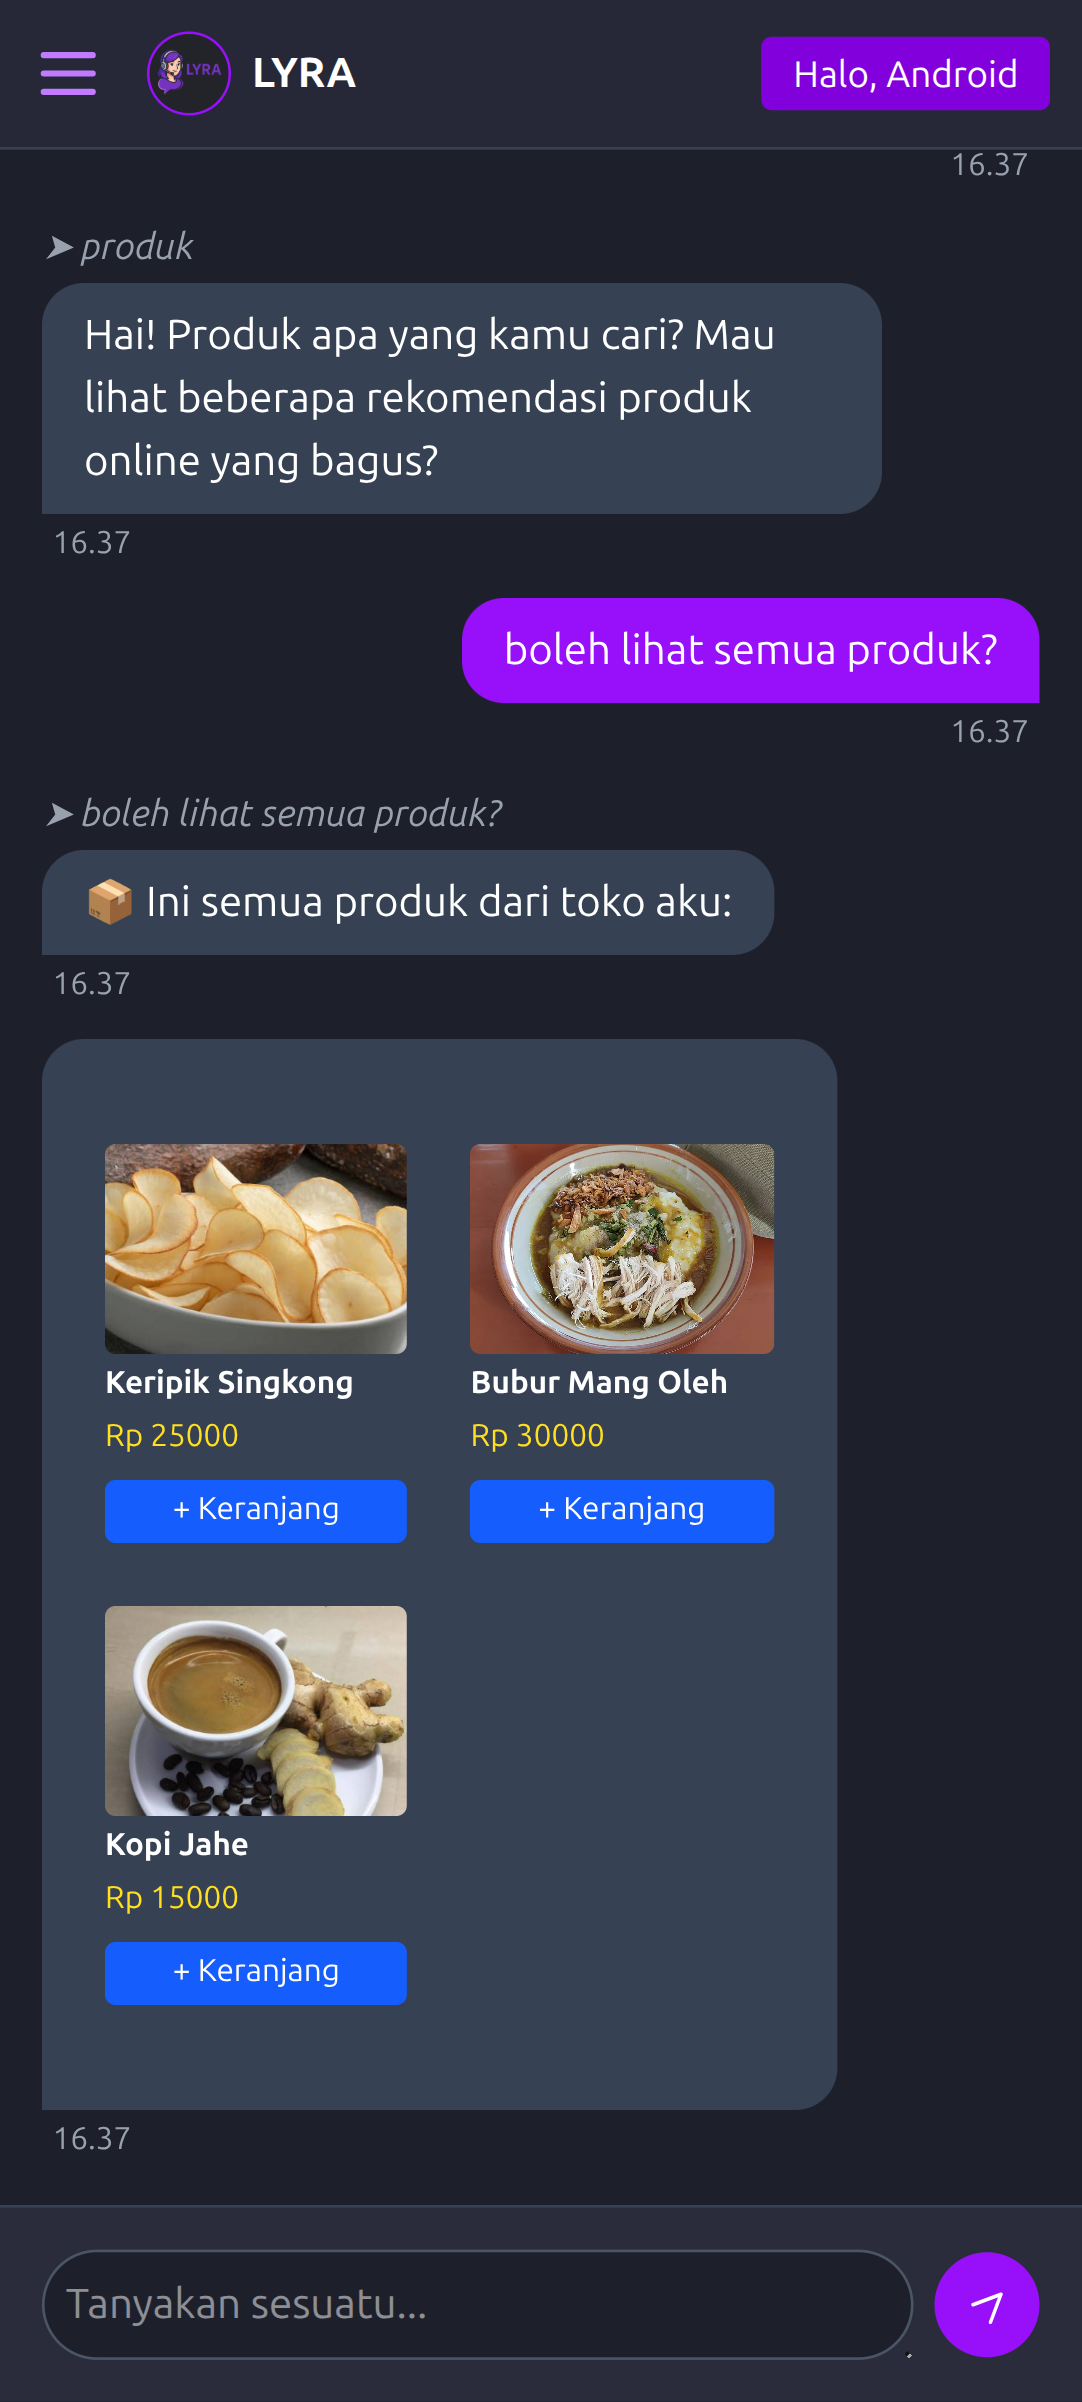 LYRA
LYRA
Halo, Android
16.37
➤ produk
Hai! Produk apa yang kamu cari? Mau
lihat beberapa rekomendasi produk
online yang bagus?
16.37
boleh lihat semua produk?
16.37
➤ boleh lihat semua produk?
📦 Ini semua produk dari toko aku:
16.37
Keripik Singkong
Rp 25000
+ Keranjang
Bubur Mang Oleh
Rp 30000
+ Keranjang
Kopi Jahe
Rp 15000
+ Keranjang
16.37
Tanyakan sesuatu...